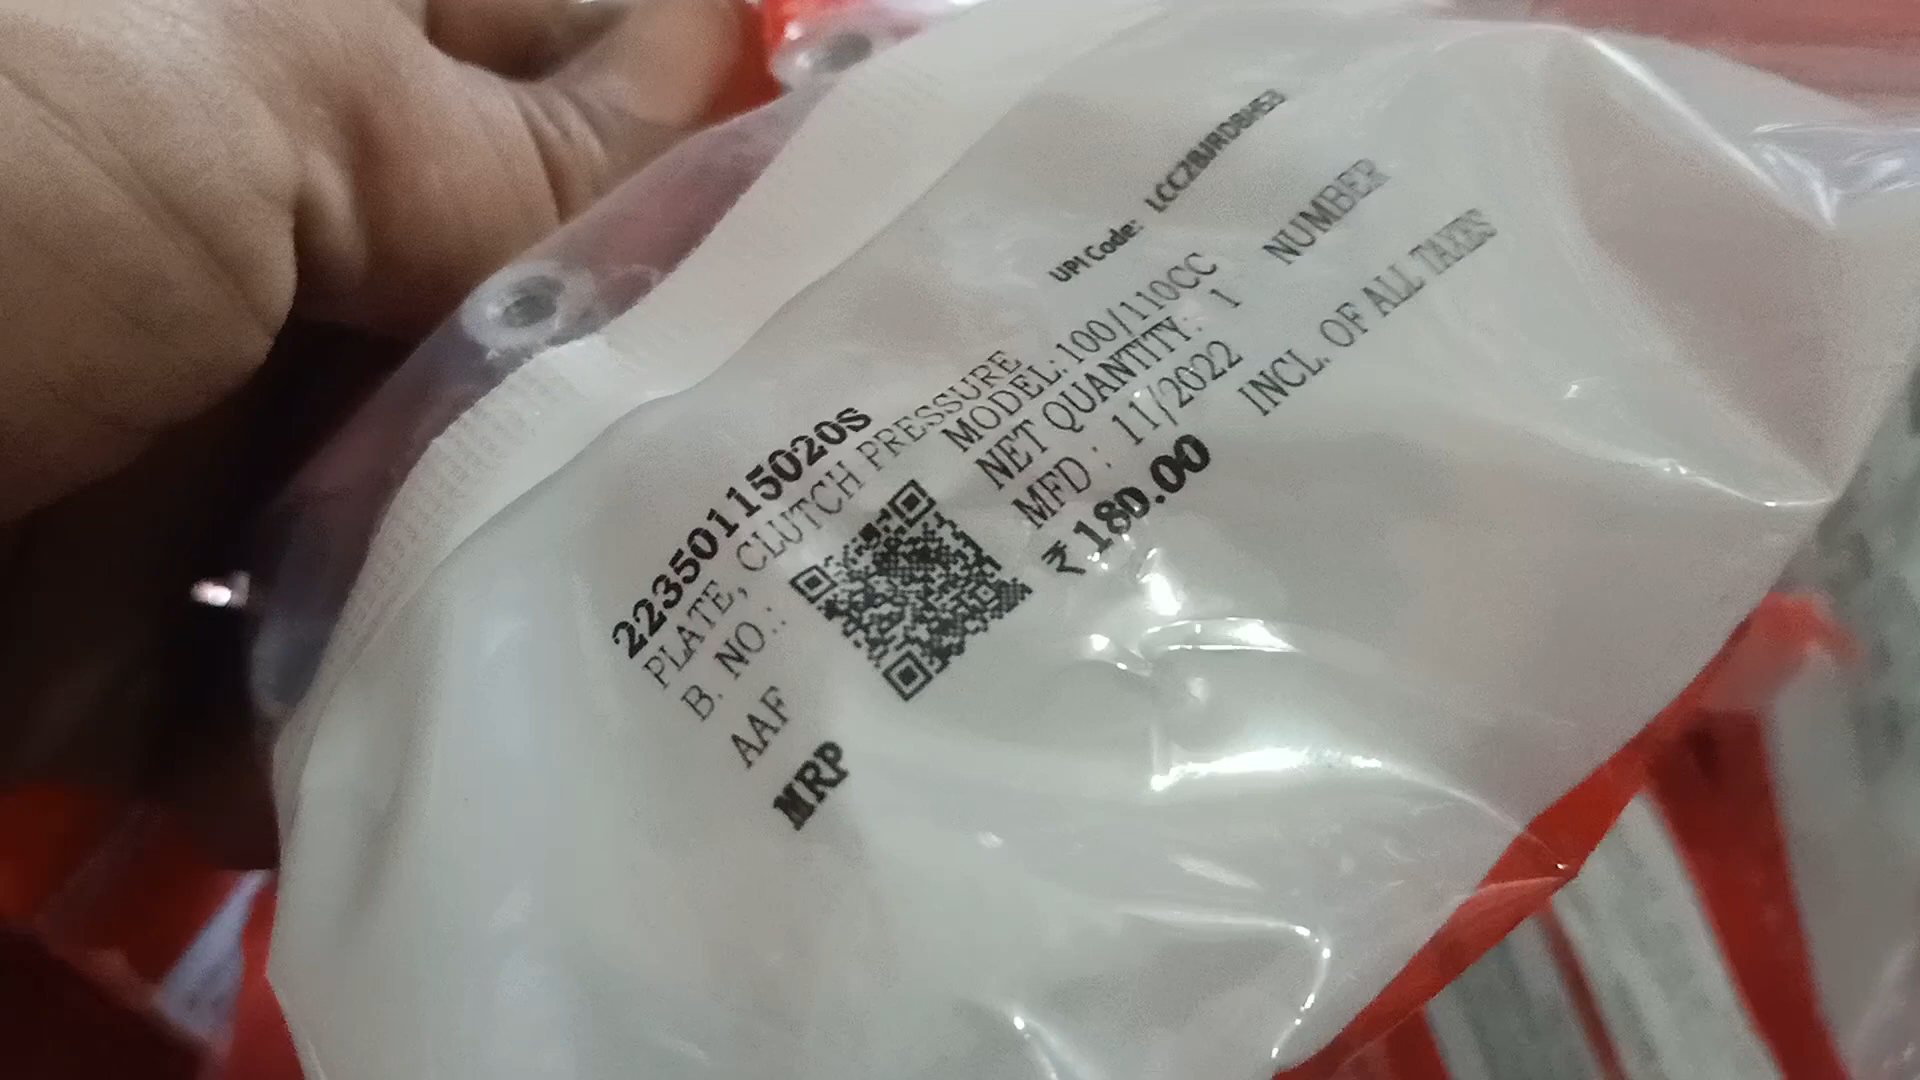 UPI Code: LCC2BJRDBH53
22350115020S
PLATE, CLUTCH PRESSURE
B. NO.: MODEL:100/110CC
AAF NET QUANTITY: 1 NUMBER
MFD : 11/2022
MRP ₹180.00 INCL. OF ALL TAXES